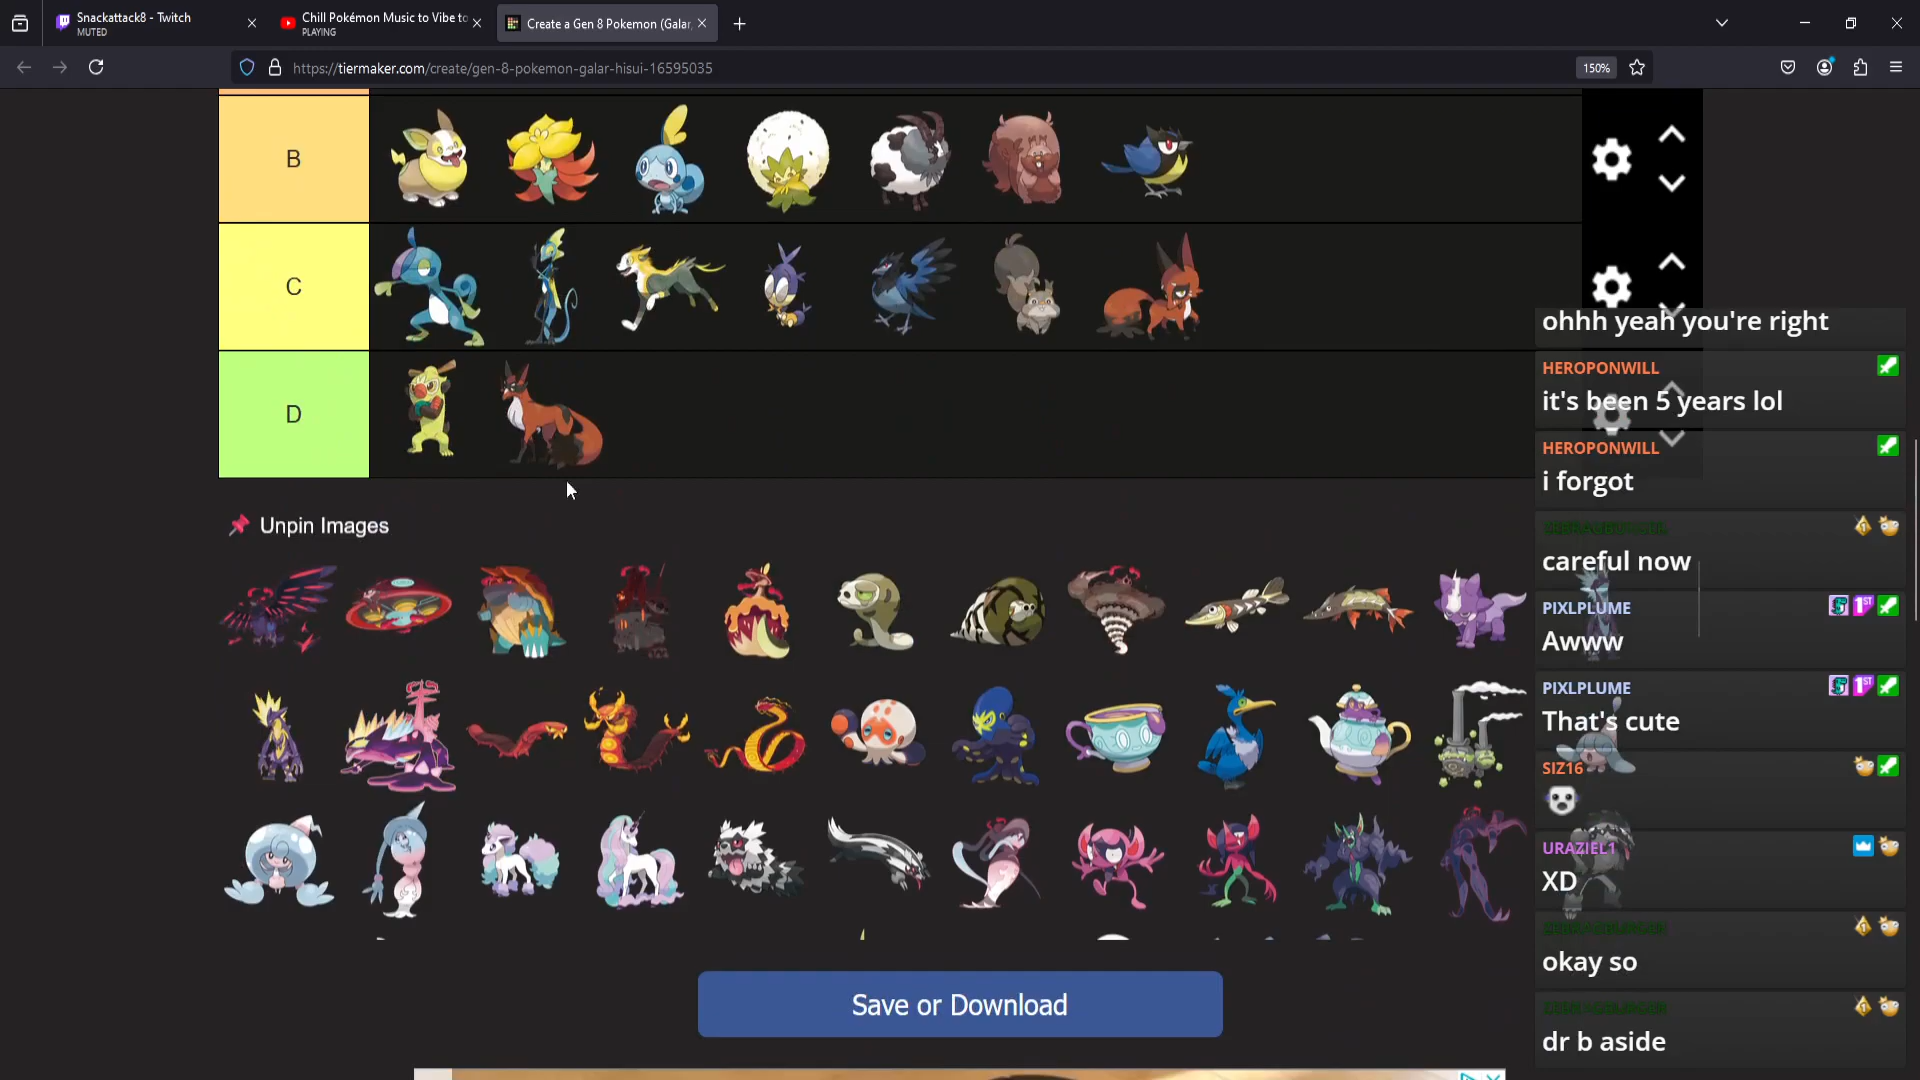 Snackattack8 - Twitch
MUTED
Chill Pokémon Music to Vibe to
PLAYING
Create a Gen 8 Pokemon (Galar,
https://tiermaker.com/create/gen-8-pokemon-galar-hisui-16595035
150%
B
C
D
Unpin Images
Save or Download
ohhh yeah you're right
HEROPONWILL
it's been 5 years lol
HEROPONWILL
i forgot
careful now
PIXLPLUME
1ST
Awww
PIXLPLUME
1ST
That's cute
SIZ16
URAZIEL1
XD
okay so
dr b aside